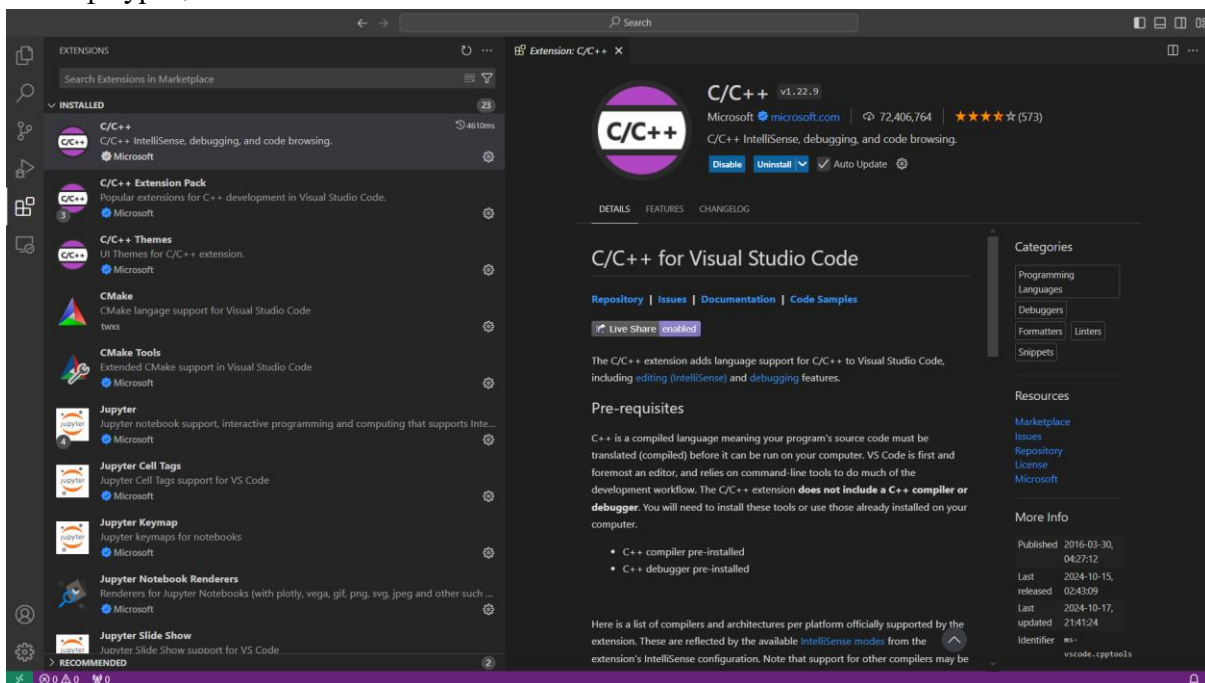 Search
EXTENSIONS
Search Extensions in Marketplace
INSTALLED
23
C/C++
C/C++
4610ms
C/C++ IntelliSense, debugging, and code browsing.
Microsoft
C/C++
3
C/C++ Extension Pack
Popular extensions for C++ development in Visual Studio Code.
Microsoft
C/C++
C/C++ Themes
UI Themes for C/C++ extension.
Microsoft
CMake
CMake langage support for Visual Studio Code
twxs
CMake Tools
Extended CMake support in Visual Studio Code
Microsoft
jupyter
4
Jupyter
Jupyter notebook support, interactive programming and computing that supports Inte...
Microsoft
jupyter
Jupyter Cell Tags
Jupyter Cell Tags support for VS Code
Microsoft
jupyter
Jupyter Keymap
Jupyter keymaps for notebooks
Microsoft
Jupyter Notebook Renderers
Renderers for Jupyter Notebooks (with plotly, vega, gif, png, svg, jpeg and other such ...
Microsoft
jupyter
Jupyter Slide Show
Jupyter Slide Show support for VS Code
RECOMMENDED
2
0 0 0
Extension: C/C++
C/C++
C/C++ v1.22.9
Microsoft microsoft.com 72,406,764 (573)
C/C++ IntelliSense, debugging, and code browsing.
Disable Uninstall Auto Update
DETAILS FEATURES CHANGELOG
C/C++ for Visual Studio Code
Repository | Issues | Documentation | Code Samples
Live Share enabled
The C/C++ extension adds language support for C/C++ to Visual Studio Code,
including editing (IntelliSense) and debugging features.
Pre-requisites
C++ is a compiled language meaning your program's source code must be
translated (compiled) before it can be run on your computer. VS Code is first and
foremost an editor, and relies on command-line tools to do much of the
development workflow. The C/C++ extension does not include a C++ compiler or
debugger. You will need to install these tools or use those already installed on your
computer.
• C++ compiler pre-installed
• C++ debugger pre-installed
Here is a list of compilers and architectures per platform officially supported by the
extension. These are reflected by the available IntelliSense modes from the
extension's IntelliSense configuration. Note that support for other compilers may be
Categories
Programming
Languages
Debuggers
Formatters Linters
Snippets
Resources
Marketplace
Issues
Repository
License
Microsoft
More Info
Published 2016-03-30,
04:27:12
Last 2024-10-15,
released 02:43:09
Last 2024-10-17,
updated 21:41:24
Identifier ms-
vscode.cpptools